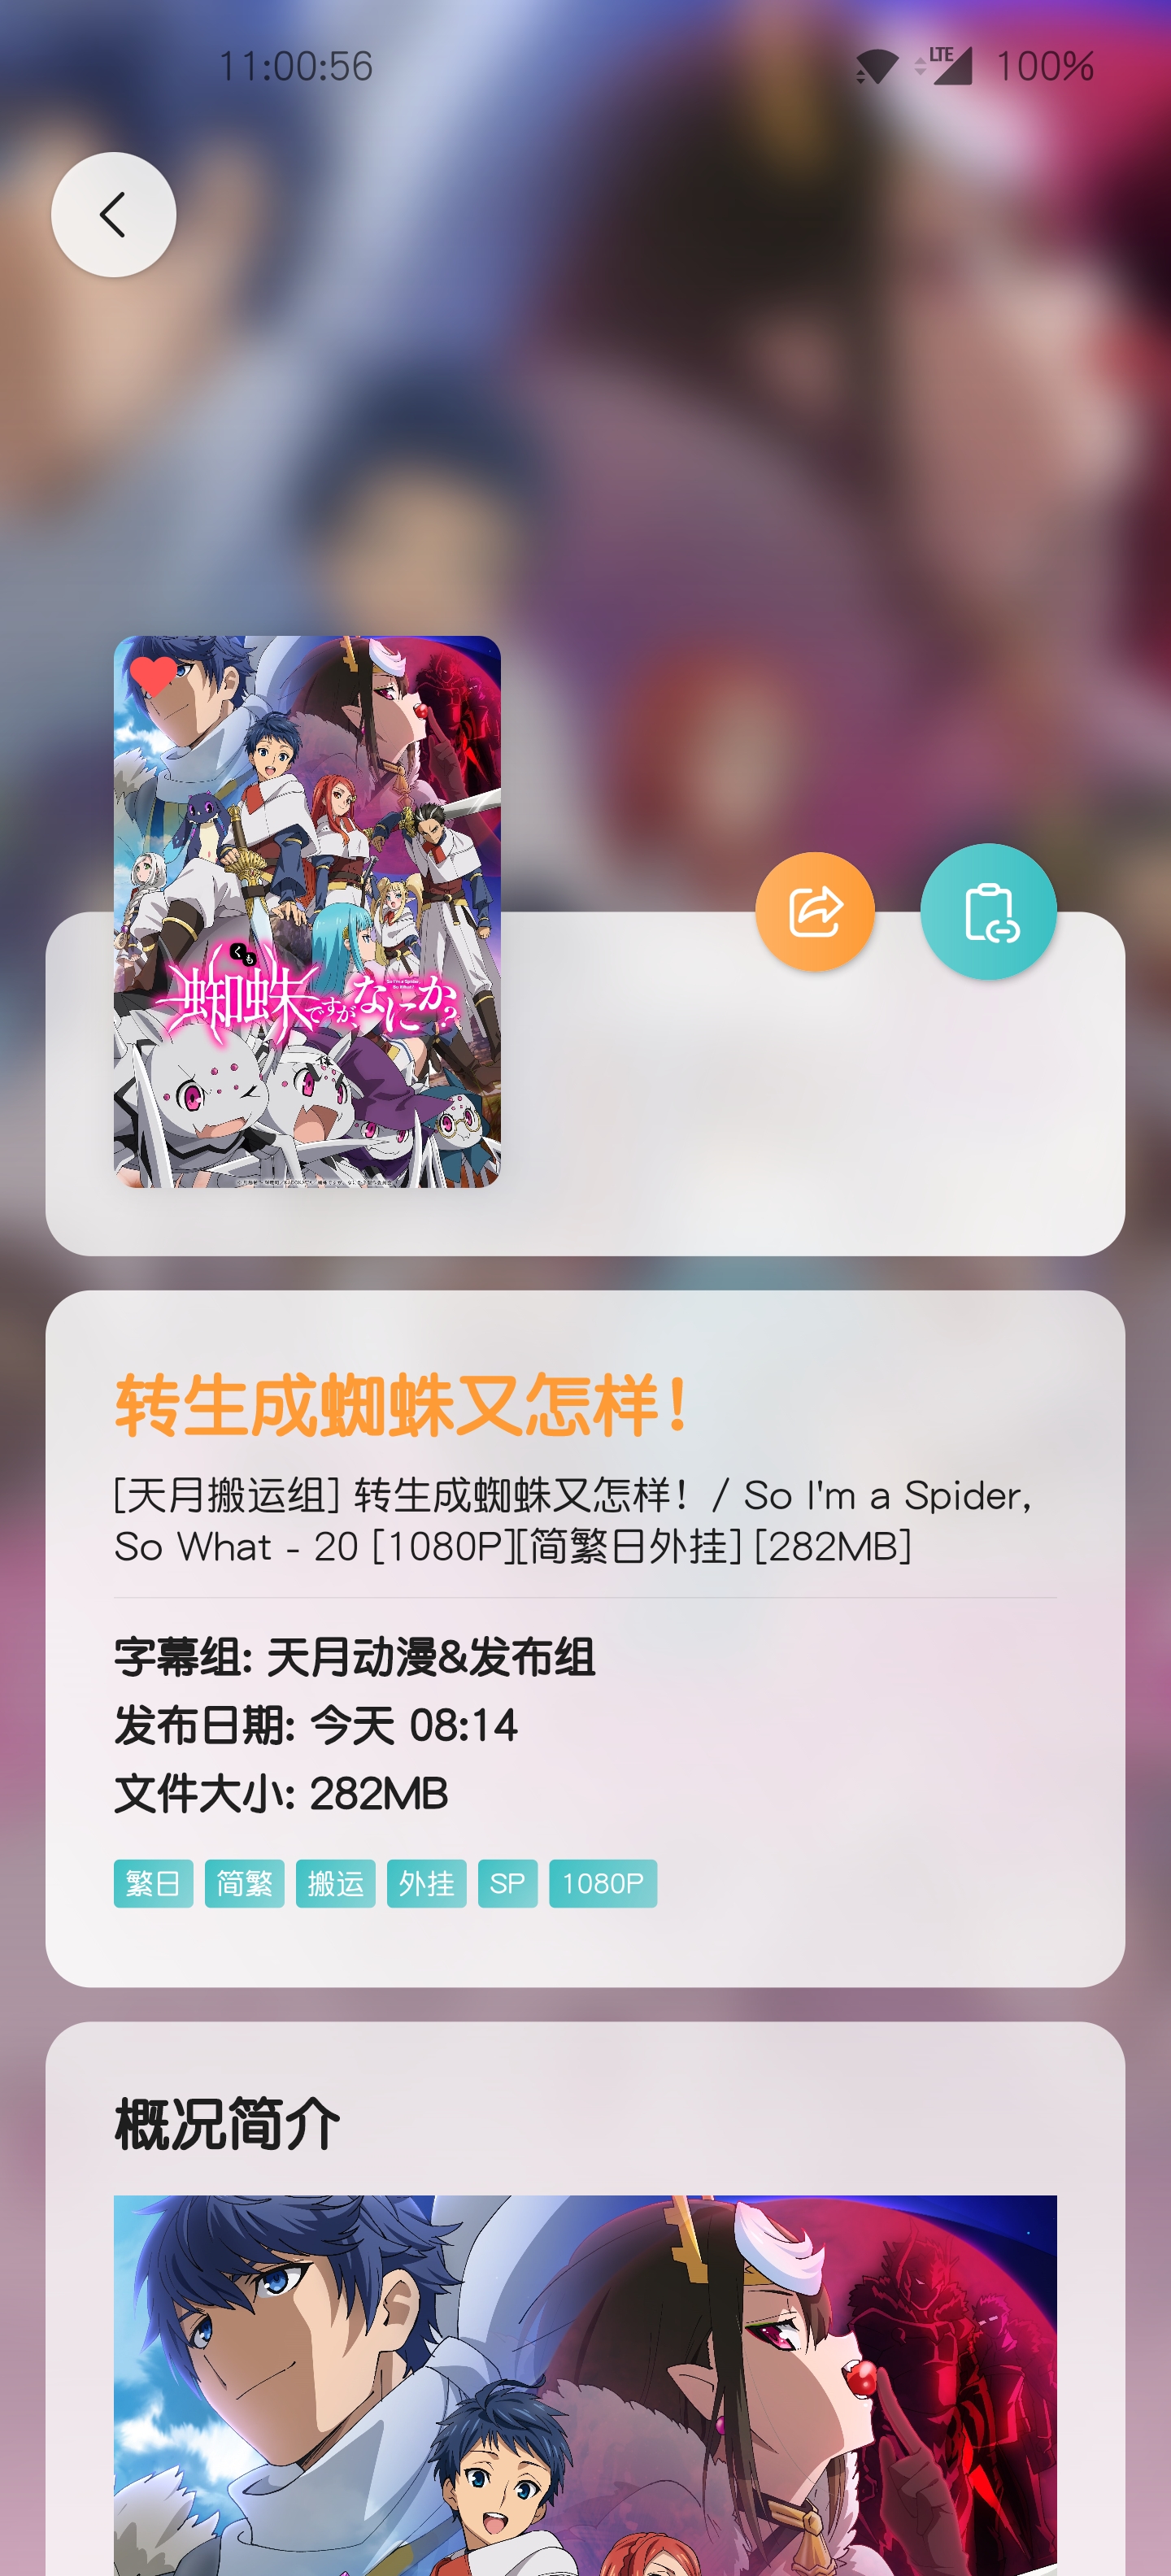 11:00:56
LTE
100%
くも
蜘蛛ですが、なにか?
So I'm a Spider,
So What?
转生成蜘蛛又怎样！
[天月搬运组] 转生成蜘蛛又怎样！ / So I'm a Spider,
So What - 20 [1080P][简繁日外挂] [282MB]
字幕组: 天月动漫&发布组
发布日期: 今天 08:14
文件大小: 282MB
繁日 简繁 搬运 外挂 SP 1080P
概况简介